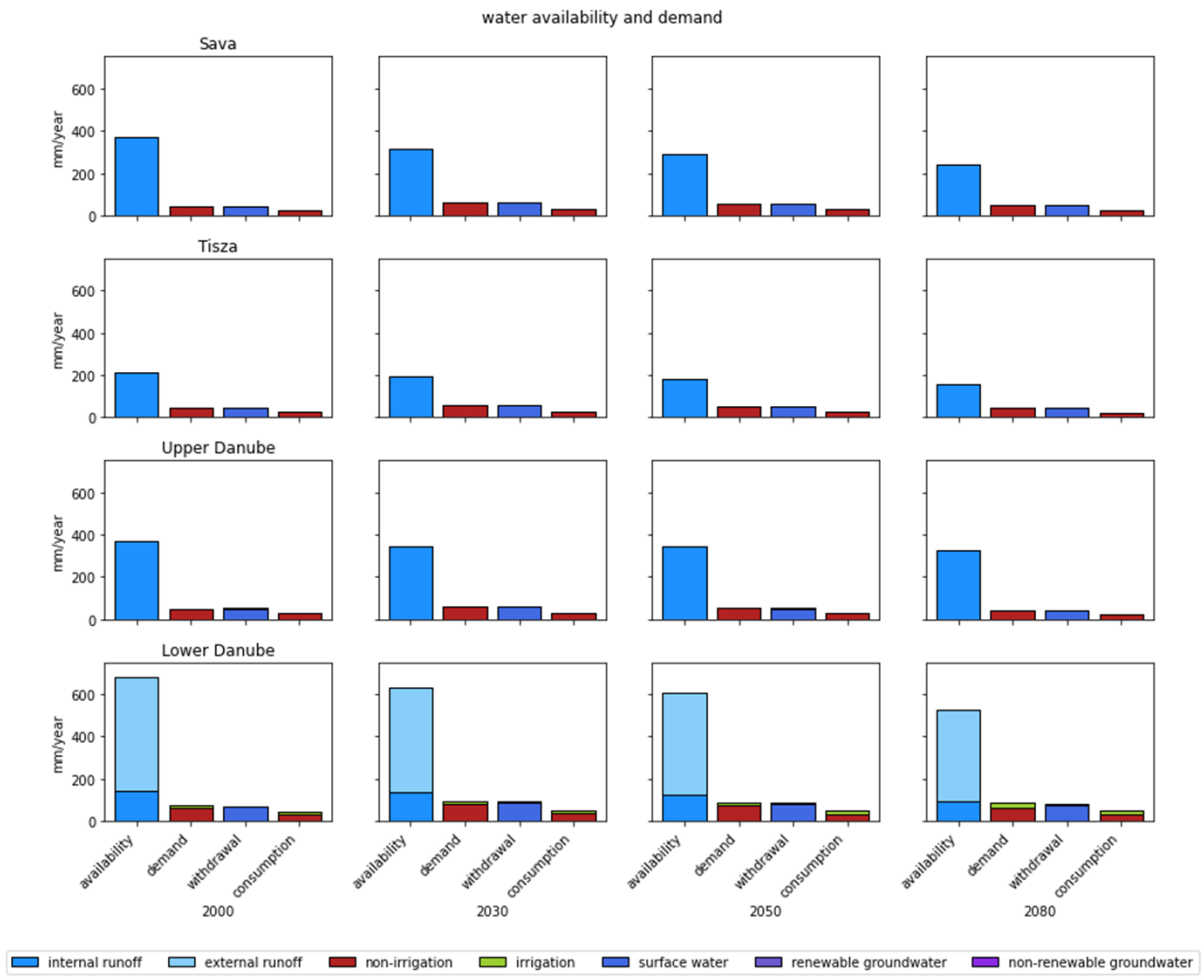 water availability and demand
Sava
600
400
200
0
mm/year
Tisza
600
400
200
0
mm/year
Upper Danube
600
400
200
0
mm/year
Lower Danube
600
400
200
0
mm/year
availability demand withdrawal consumption availability demand withdrawal consumption availability demand withdrawal consumption availability demand withdrawal consumption
2000 2030 2050 2080
internal runoff external runoff non-irrigation irrigation surface water renewable groundwater non-renewable groundwater